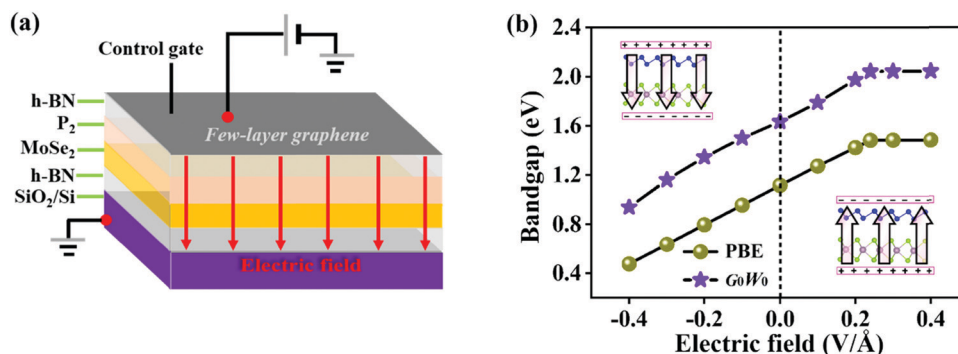 (a)
Control gate
h-BN
P₂
MoSe₂
h-BN
SiO₂/Si
Few-layer graphene
Electric field
(b)
Bandgap (eV)
2.4
2.0
1.6
1.2
0.8
0.4
+ + + + + + + + +
- - - - - - - - -
PBE
G₀W₀
- - - - - - - - -
+ + + + + + + + +
-0.4
-0.2
0.0
0.2
0.4
Electric field (V/Å)